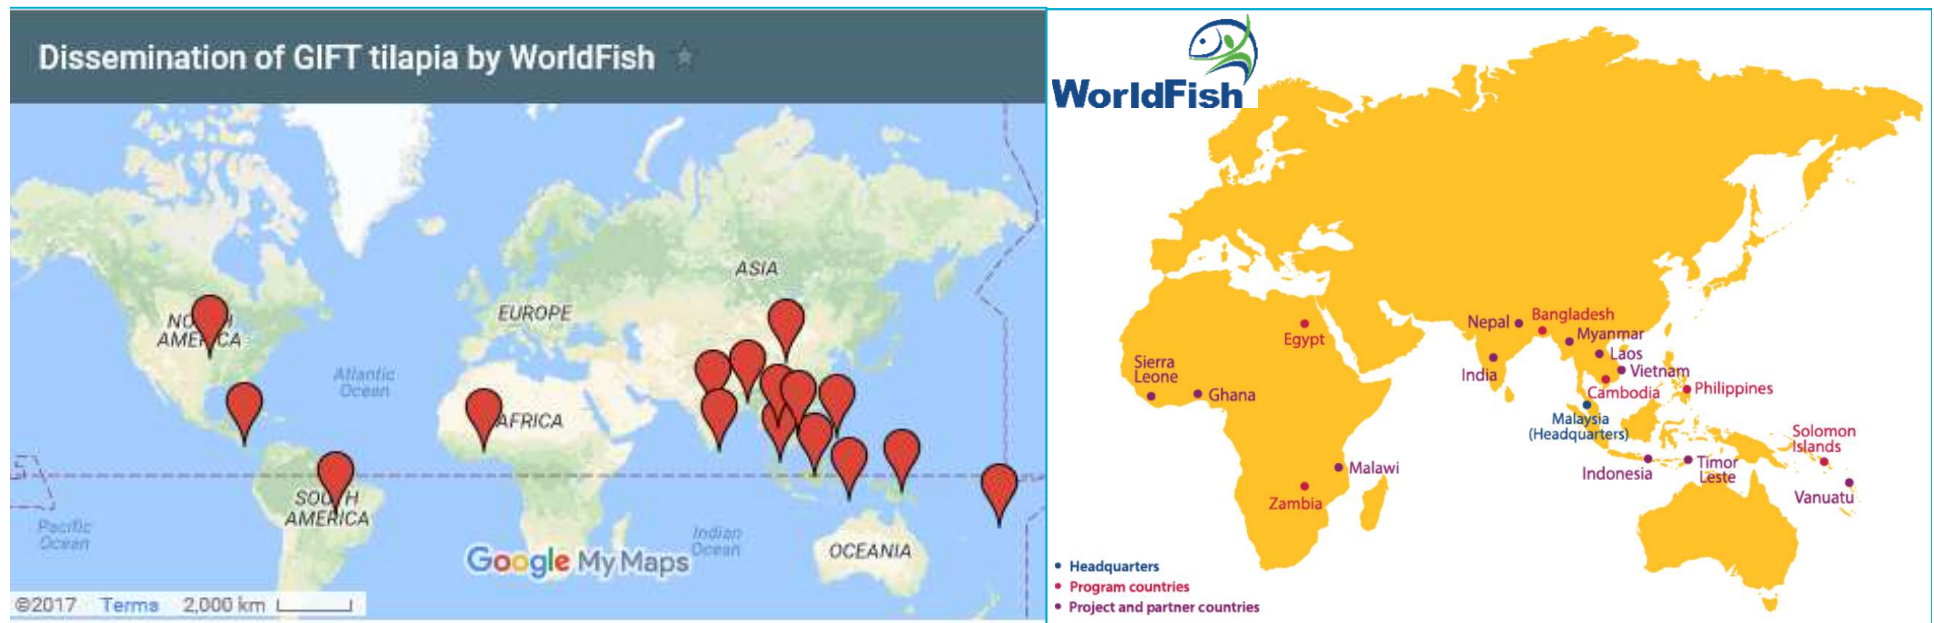 Dissemination of GIFT tilapia by WorldFish
ASIA
EUROPE
NORTH
AMERICA
Atlantic
Ocean
AFRICA
SOUTH
AMERICA
Pacific
Ocean
Indian
Ocean
OCEANIA
Google My Maps
©2017 Terms 2,000 km
WorldFish
Nepal
Bangladesh
Myanmar
Egypt
Laos
Sierra
Leone
India
Vietnam
Ghana
Cambodia
Philippines
Malaysia
(Headquarters)
Solomon
Islands
Malawi
Indonesia
Timor
Leste
Zambia
Vanuatu
Headquarters
Program countries
Project and partner countries